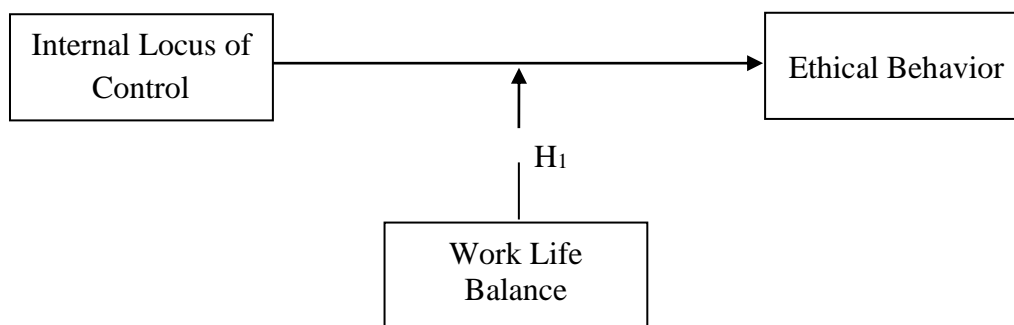 Internal Locus of
Control
Ethical Behavior
H1
Work Life
Balance